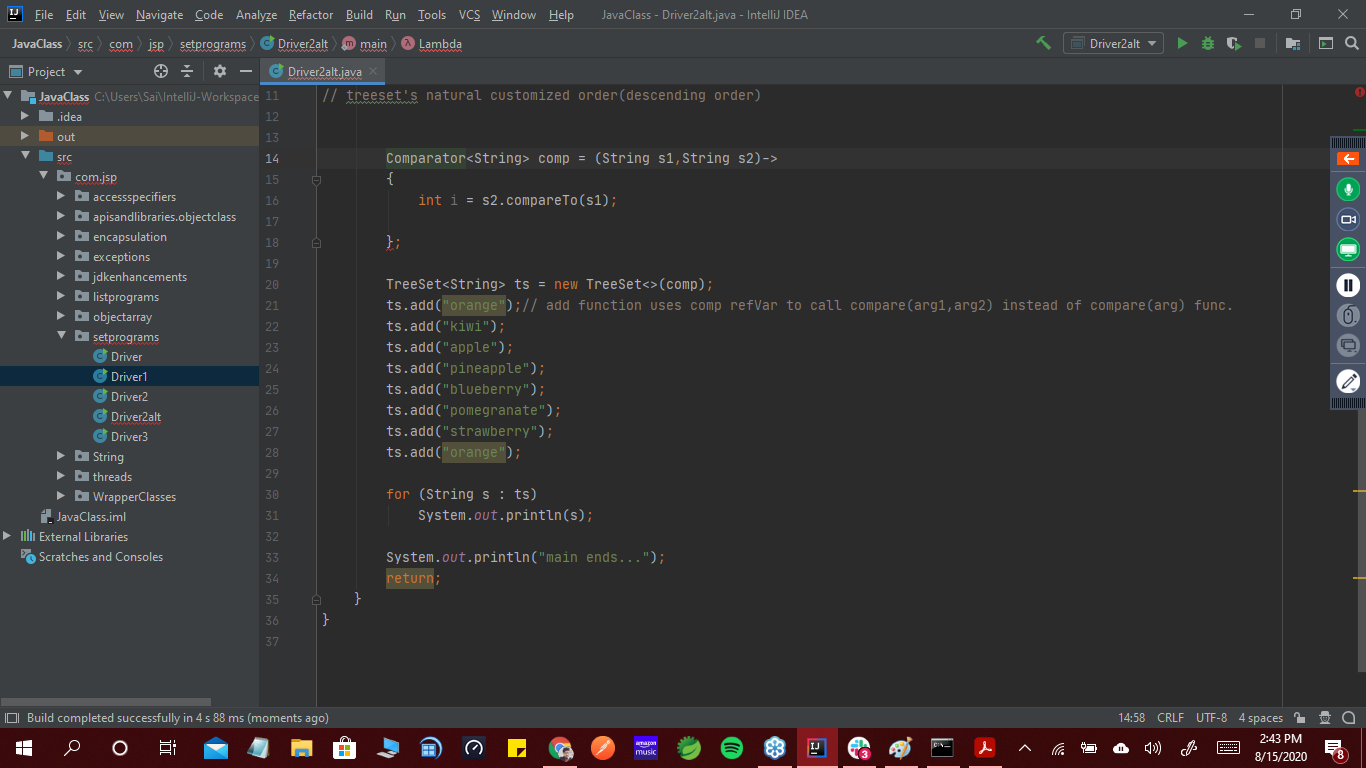 File Edit View Navigate Code Analyze Refactor Build Run Tools VCS Window Help JavaClass - Driver2alt.java - IntelliJ IDEA
JavaClass src com jsp setprograms Driver2alt main Lambda Driver2alt
Project
Driver2alt.java
JavaClass C:\Users\Sai\IntelliJ-Workspace
.idea
out
src
com.jsp
accessspecifiers
apisandlibraries.objectclass
encapsulation
exceptions
jdkenhancements
listprograms
objectarray
setprograms
Driver
Driver1
Driver2
Driver2alt
Driver3
String
threads
WrapperClasses
JavaClass.iml
External Libraries
Scratches and Consoles
11 // treeset's natural customized order(descending order)
12
13
14 Comparator<String> comp = (String s1,String s2)->
15 {
16 int i = s2.compareTo(s1);
17
18 };
19
20 TreeSet<String> ts = new TreeSet<>(comp);
21 ts.add("orange");// add function uses comp refVar to call compare(arg1,arg2) instead of compare(arg) func.
22 ts.add("kiwi");
23 ts.add("apple");
24 ts.add("pineapple");
25 ts.add("blueberry");
26 ts.add("pomegranate");
27 ts.add("strawberry");
28 ts.add("orange");
29
30 for (String s : ts)
31 System.out.println(s);
32
33 System.out.println("main ends...");
34 return;
35 }
36 }
37
Build completed successfully in 4 s 88 ms (moments ago) 14:58 CRLF UTF-8 4 spaces
amazon music
IJ
3
2:43 PM
8/15/2020
8